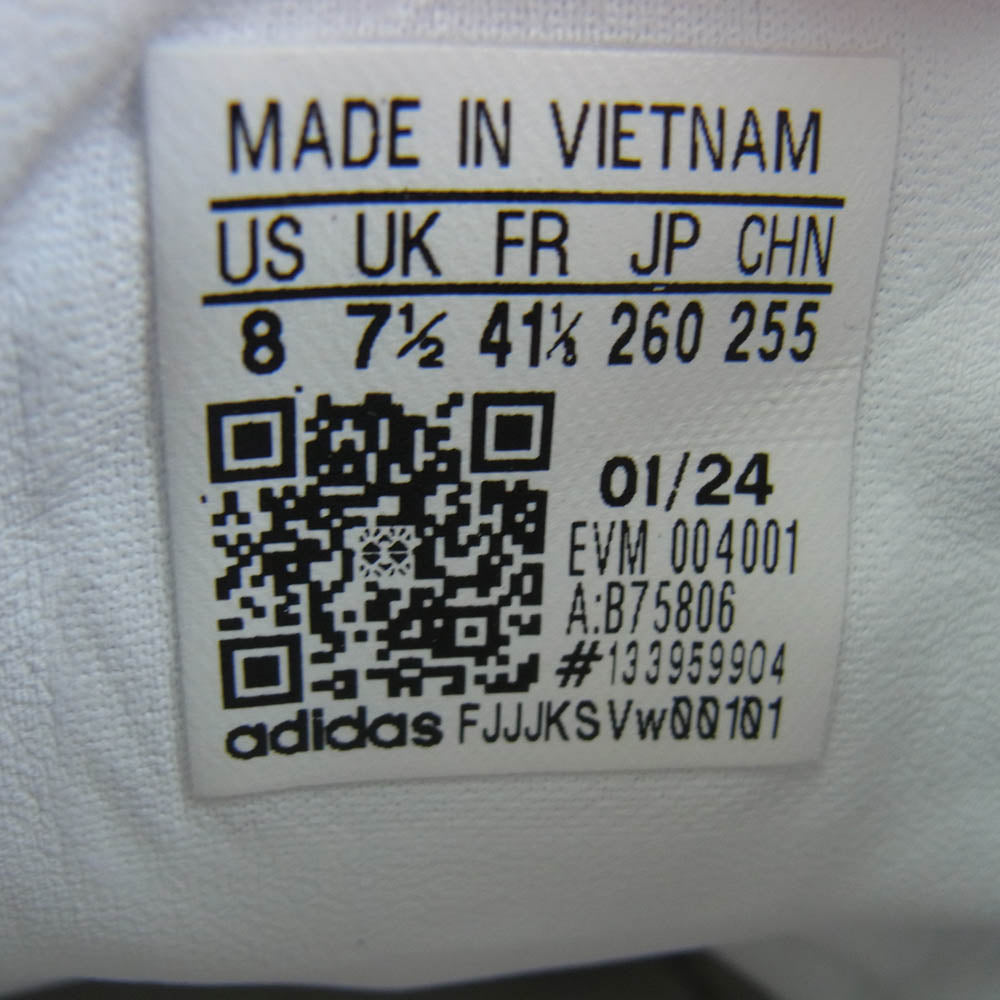 MADE IN VIETNAM
US UK FR JP CHN
8 7½ 41⅓ 260 255
01/24
EVM 004001
A:B75806
#133959904
adidas FJJJKSVw00101